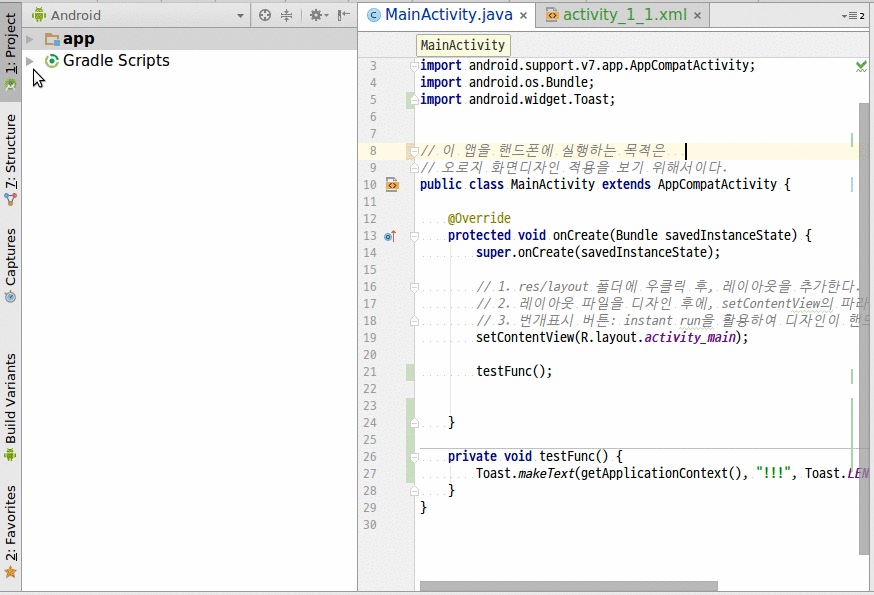 Android
MainActivity.java
activity_1_1.xml
2
1: Project
7: Structure
Captures
Build Variants
2: Favorites
app
Gradle Scripts
MainActivity
3 import android.support.v7.app.AppCompatActivity;
4 import android.os.Bundle;
5 import android.widget.Toast;
6
7
8 // 이 앱을 핸드폰에 실행하는 목적은
9 // 오로지 화면디자인 적용을 보기 위해서이다.
10 public class MainActivity extends AppCompatActivity {
11
12 @Override
13 protected void onCreate(Bundle savedInstanceState) {
14 super.onCreate(savedInstanceState);
15
16 // 1. res/layout 폴더에 우클릭 후, 레이아웃을 추가한다.
17 // 2. 레이아웃 파일을 디자인 후에, setContentView의 파라
18 // 3. 번개표시 버튼: instant run을 활용하여 디자인이 핸드
19 setContentView(R.layout.activity_main);
20
21 testFunc();
22
23
24 }
25
26 private void testFunc() {
27 Toast.makeText(getApplicationContext(), "!!!", Toast.LEN
28 }
29 }
30